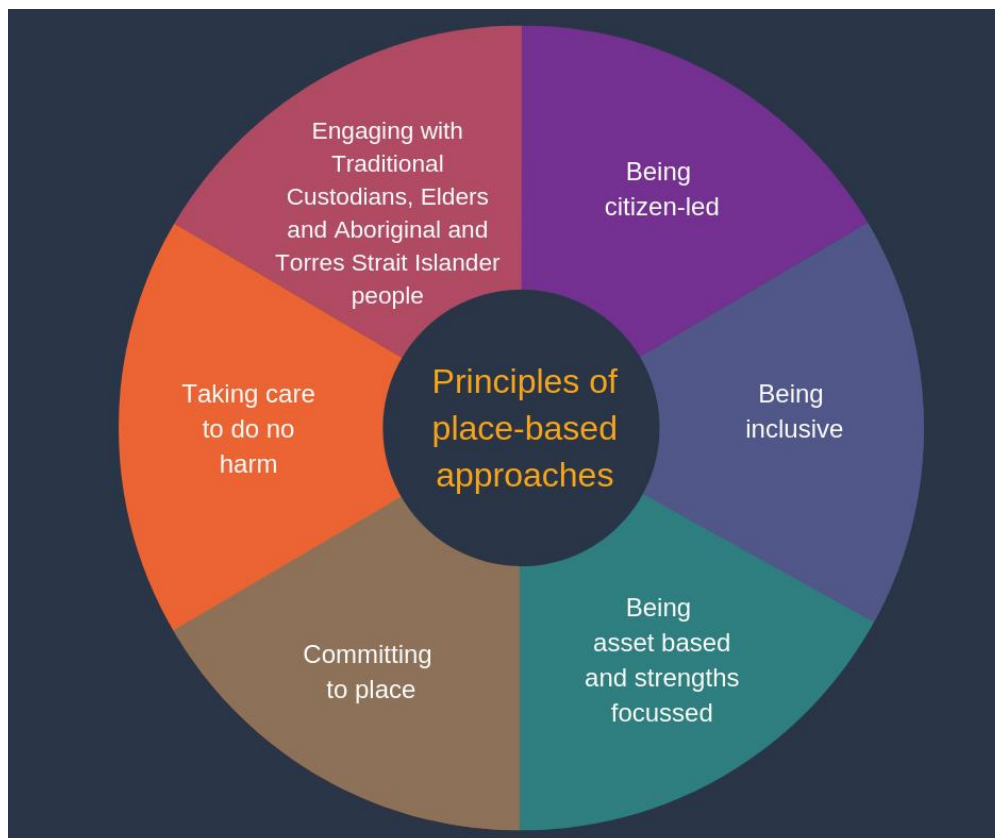 Principles of
place-based
approaches
Being
citizen-led
Being
inclusive
Being
asset based
and strengths
focussed
Committing
to place
Taking care
to do no
harm
Engaging with
Traditional
Custodians, Elders
and Aboriginal and
Torres Strait Islander
people